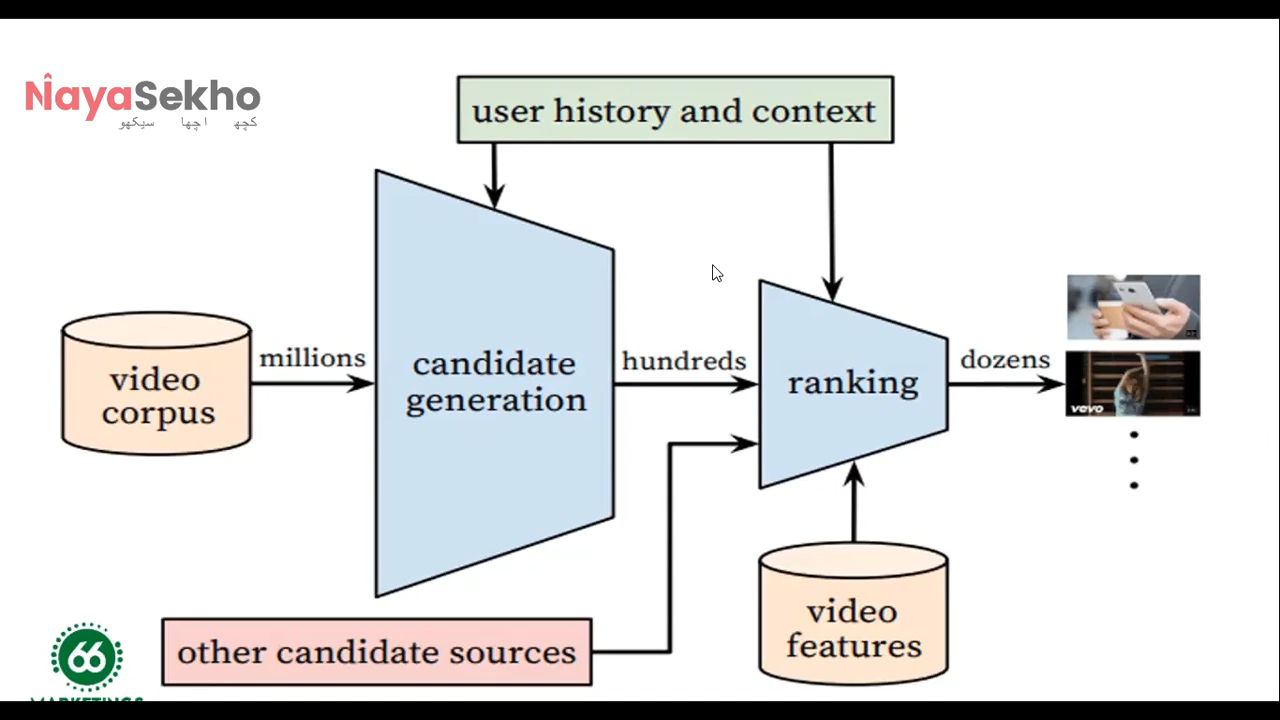 NayaSekho
کچھ اچھا سیکھو
user history and context
millions
video
corpus
candidate
generation
hundreds
ranking
dozens
vevo
other candidate sources
video
features
66